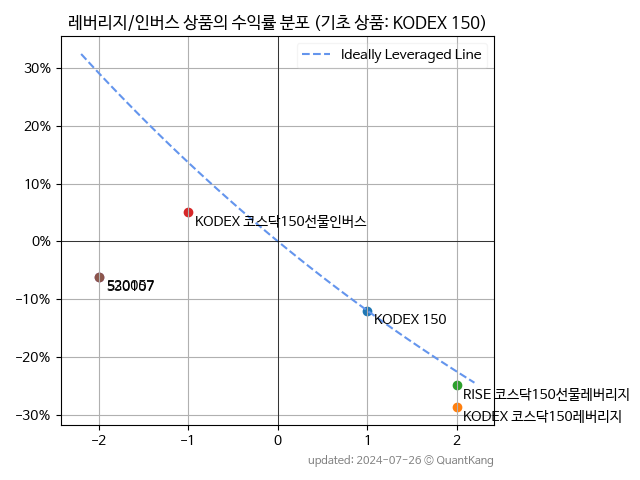 레버리지/인버스 상품의 수익률 분포 (기초 상품: KODEX 150)
Ideally Leveraged Line
30%
20%
10%
0%
−10%
−20%
−30%
KODEX 코스닥150선물인버스
KODEX 150
RISE 코스닥150선물레버리지
KODEX 코스닥150레버리지
−2
−1
0
1
2
updated: 2024-07-26 © QuantKang